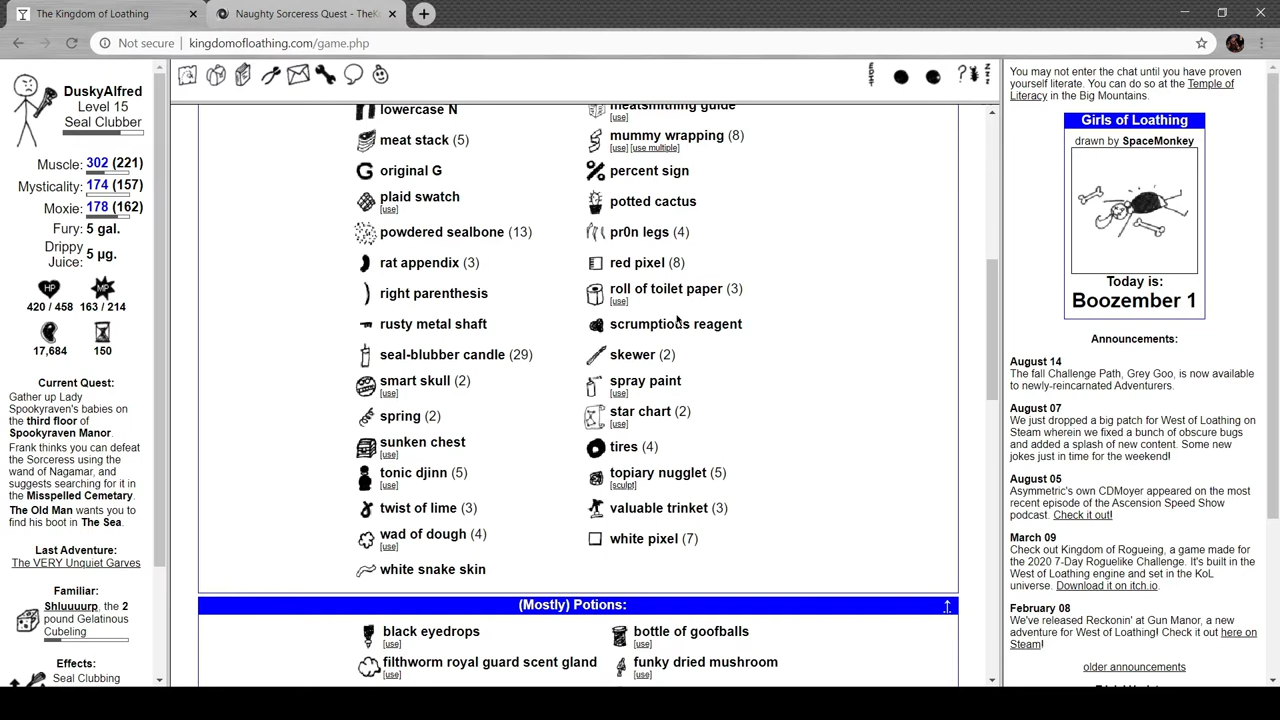 The Kingdom of Loathing
Naughty Sorceress Quest - TheK
Not secure | kingdomofloathing.com/game.php
DuskyAlfred
Level 15
Seal Clubber
Muscle: 302 (221)
Mysticality: 174 (157)
Moxie: 178 (162)
Fury: 5 gal.
Drippy Juice: 5 µg.
HP MP
420 / 458 163 / 214
17,684 150
Current Quest:
Gather up Lady
Spookyraven's babies on
the third floor of
Spookyraven Manor.
Frank thinks you can defeat
the Sorceress using the
wand of Nagamar, and
suggests searching for it in
the Misspelled Cemetary.
The Old Man wants you to
find his boot in The Sea.
Last Adventure:
The VERY Unquiet Garves
Familiar:
Shluuuurp, the 2
pound Gelatinous
Cubeling
Effects:
Seal Clubbing
lowercase N
meatsmithing guide
[use]
meat stack (5)
mummy wrapping (8)
[use] [use multiple]
original G
percent sign
plaid swatch
[use]
potted cactus
powdered sealbone (13)
pr0n legs (4)
rat appendix (3)
red pixel (8)
right parenthesis
roll of toilet paper (3)
[use]
rusty metal shaft
scrumptious reagent
seal-blubber candle (29)
skewer (2)
smart skull (2)
[use]
spray paint
[use]
spring (2)
star chart (2)
[use]
sunken chest
[use]
tires (4)
tonic djinn (5)
[use]
topiary nugglet (5)
[sculpt]
twist of lime (3)
valuable trinket (3)
wad of dough (4)
[use]
white pixel (7)
white snake skin
(Mostly) Potions:
black eyedrops
[use]
bottle of goofballs
[use]
filthworm royal guard scent gland
[use]
funky dried mushroom
[use]
You may not enter the chat until you have proven
yourself literate. You can do so at the Temple of
Literacy in the Big Mountains.
Girls of Loathing
drawn by SpaceMonkey
Today is:
Boozember 1
Announcements:
August 14
The fall Challenge Path, Grey Goo, is now available
to newly-reincarnated Adventurers.
August 07
We just dropped a big patch for West of Loathing on
Steam wherein we fixed a bunch of obscure bugs
and added a splash of new content. Some new
jokes just in time for the weekend!
August 05
Asymmetric's own CDMoyer appeared on the most
recent episode of the Ascension Speed Show
podcast. Check it out!
March 09
Check out Kingdom of Rogueing, a game made for
the 2020 7-Day Roguelike Challenge. It's built in the
West of Loathing engine and set in the KoL
universe. Download it on itch.io.
February 08
We've released Reckonin' at Gun Manor, a new
adventure for West of Loathing! Check it out here on
Steam!
older announcements